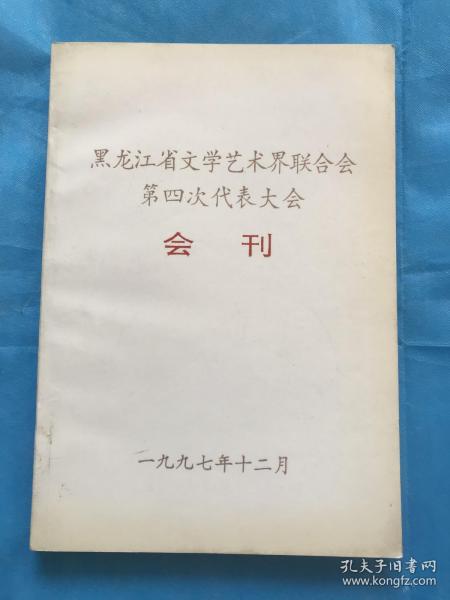 黑龙江省文学艺术界联合会
第四次代表大会
会刊
一九九七年十二月
孔夫子旧书网
www.kongfz.com